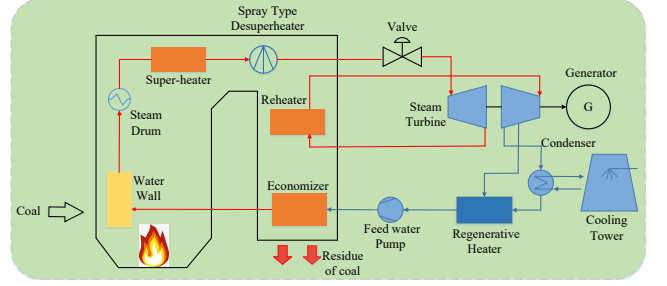 Spray Type
Desuperheater
Valve
Super-heater
Generator
Reheater
Steam
Turbine
G
Steam
Drum
Condenser
Water
Wall
Economizer
Coal
Feed water
Pump
Regenerative
Heater
Cooling
Tower
Residue
of coal